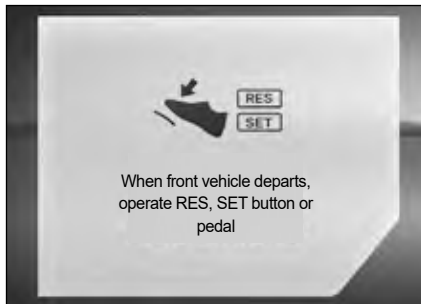 RES
SET
When front vehicle departs,
operate RES, SET button or
pedal